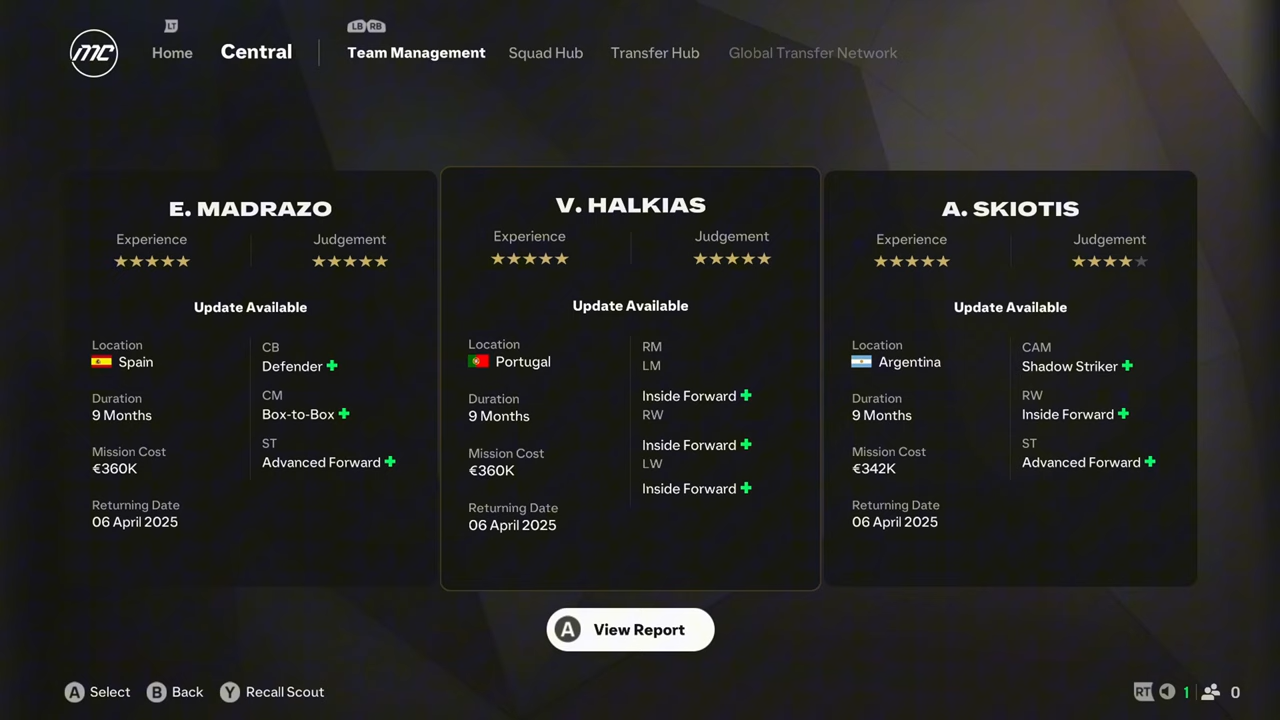 LT
LB RB
MC
Home
Central
Team Management
Squad Hub
Transfer Hub
Global Transfer Network
E. MADRAZO
Experience
Judgement
Update Available
Location
Spain
Duration
9 Months
Mission Cost
€360K
Returning Date
06 April 2025
CB
Defender
CM
Box-to-Box
ST
Advanced Forward
V. HALKIAS
Experience
Judgement
Update Available
Location
Portugal
Duration
9 Months
Mission Cost
€360K
Returning Date
06 April 2025
RM
LM
Inside Forward
RW
Inside Forward
LW
Inside Forward
A. SKIOTIS
Experience
Judgement
Update Available
Location
Argentina
Duration
9 Months
Mission Cost
€342K
Returning Date
06 April 2025
CAM
Shadow Striker
RW
Inside Forward
ST
Advanced Forward
A View Report
A Select
B Back
Y Recall Scout
RT 1 0